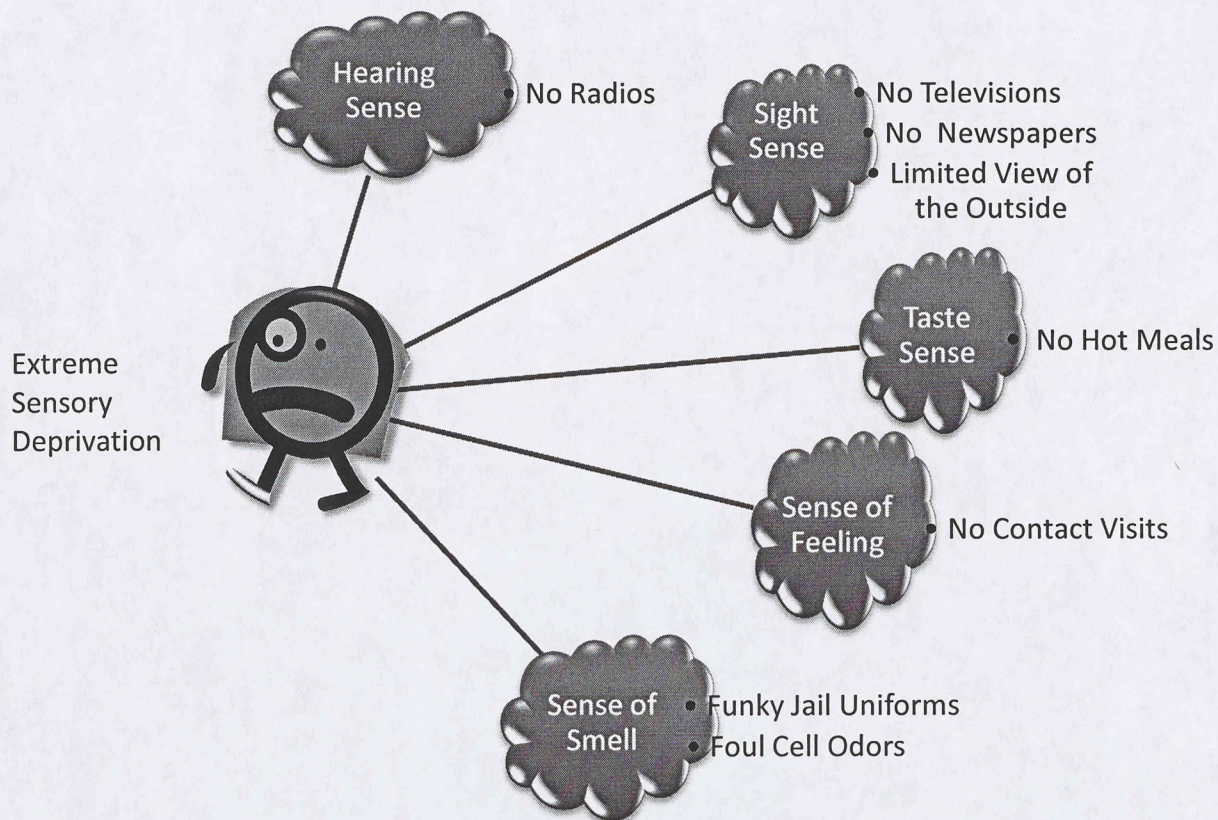 Hearing
Sense
• No Radios
Sight
Sense
• No Televisions
• No Newspapers
• Limited View of
the Outside
Taste
Sense
• No Hot Meals
Extreme
Sensory
Deprivation
Sense of
Feeling
• No Contact Visits
Sense of
Smell
• Funky Jail Uniforms
• Foul Cell Odors